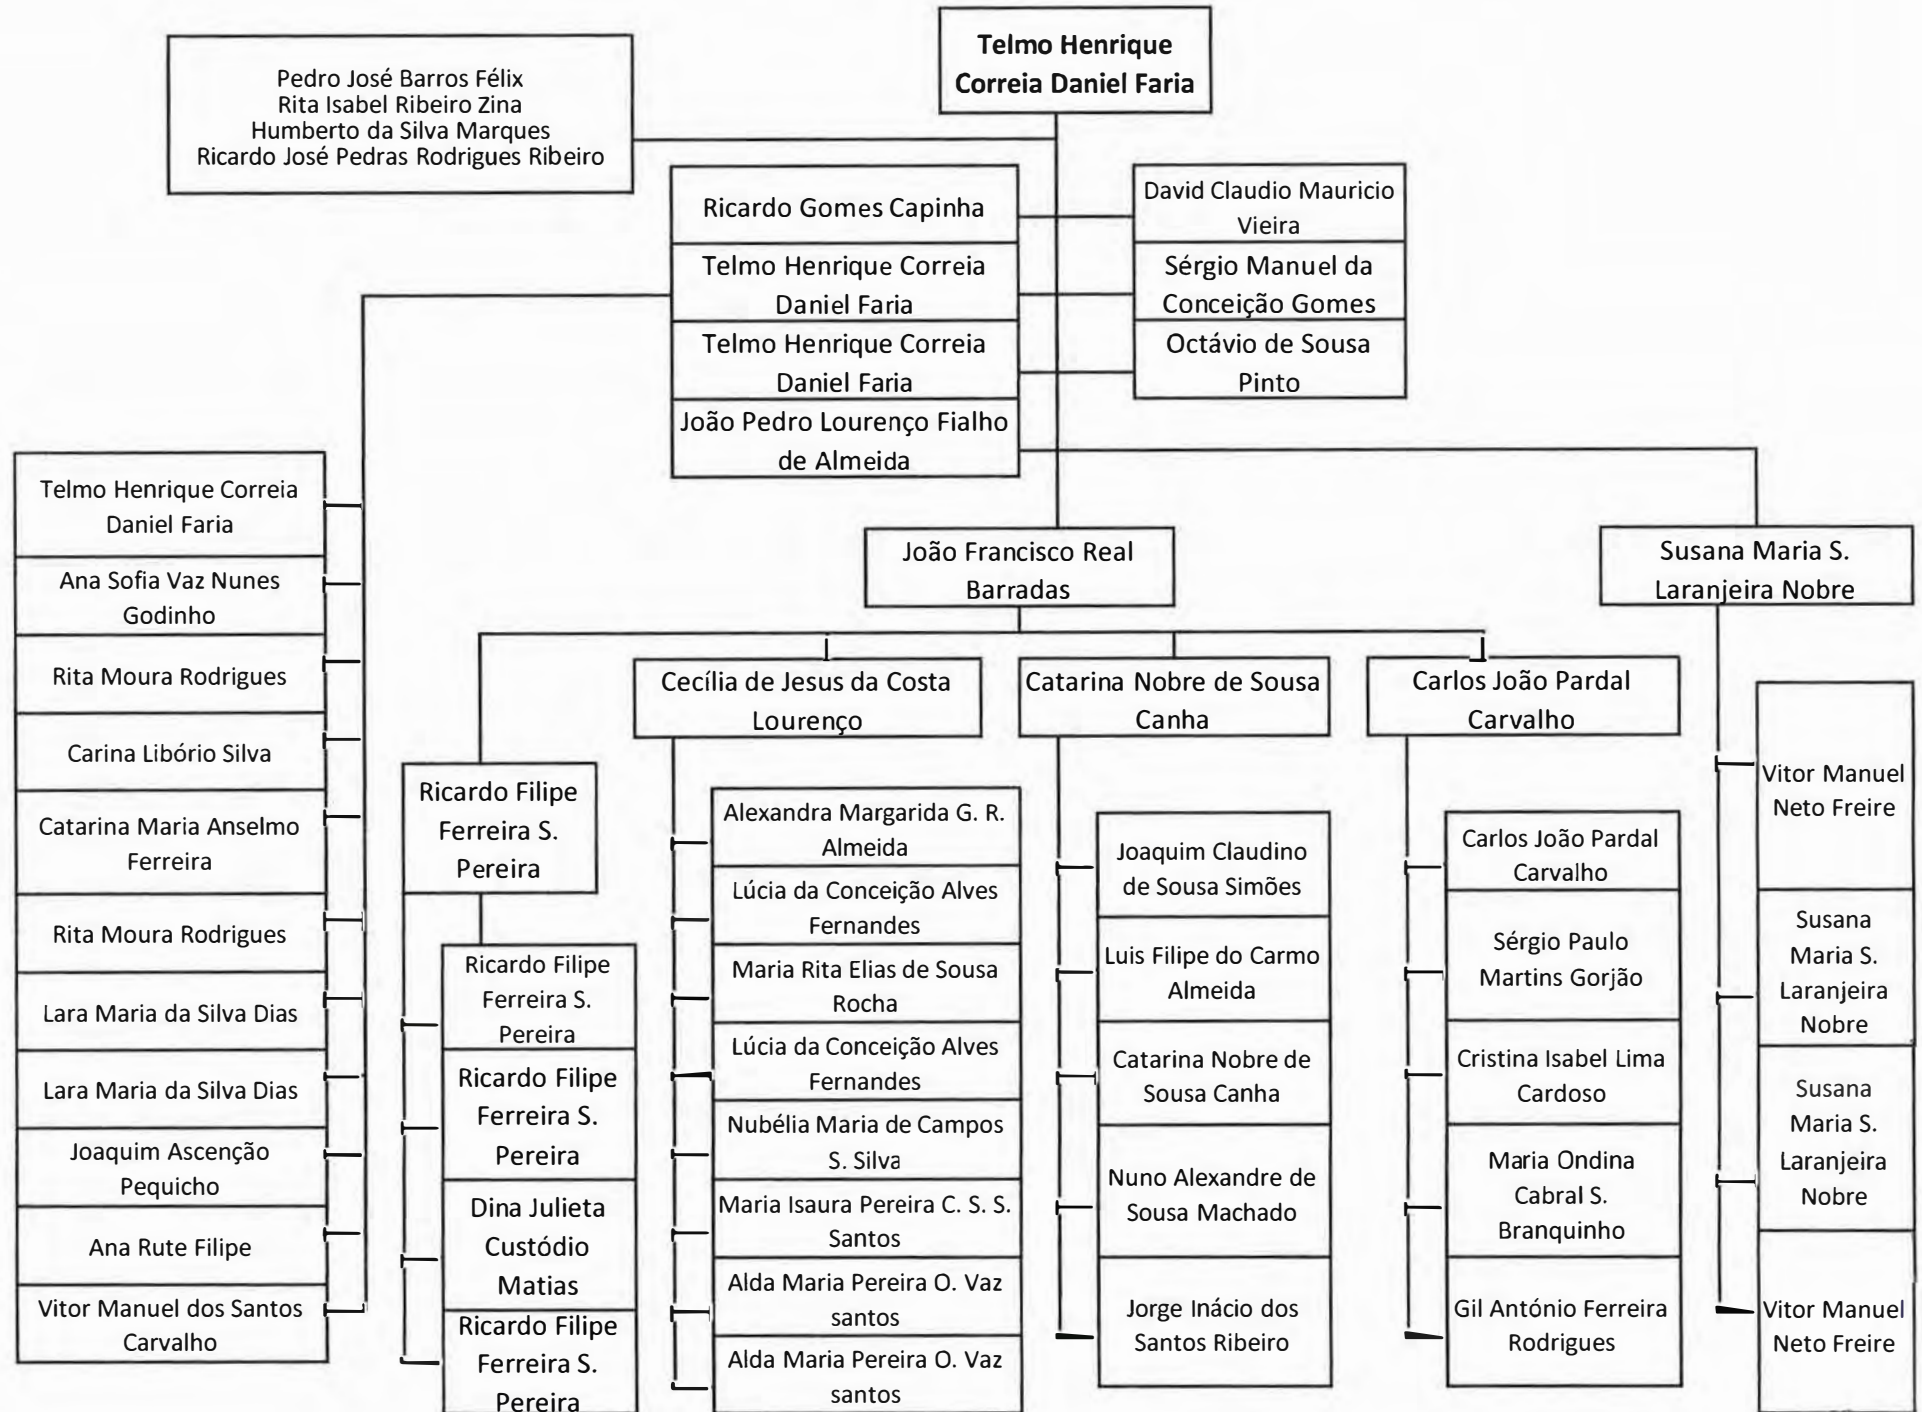 Telmo Henrique
Correia Daniel Faria
Pedro José Barros Félix
Rita Isabel Ribeiro Zina
Humberto da Silva Marques
Ricardo José Pedras Rodrigues Ribeiro
Ricardo Gomes Capinha
Telmo Henrique Correia
Daniel Faria
Telmo Henrique Correia
Daniel Faria
João Pedro Lourenço Fialho
de Almeida
David Claudio Mauricio
Vieira
Sérgio Manuel da
Conceição Gomes
Octávio de Sousa
Pinto
Telmo Henrique Correia
Daniel Faria
Ana Sofia Vaz Nunes
Godinho
Rita Moura Rodrigues
Carina Libório Silva
Catarina Maria Anselmo
Ferreira
Rita Moura Rodrigues
Lara Maria da Silva Dias
Lara Maria da Silva Dias
Joaquim Ascenção
Pequicho
Ana Rute Filipe
Vitor Manuel dos Santos
Carvalho
João Francisco Real
Barradas
Susana Maria S.
Laranjeira Nobre
Ricardo Filipe
Ferreira S.
Pereira
Ricardo Filipe
Ferreira S.
Pereira
Ricardo Filipe
Ferreira S.
Pereira
Dina Julieta
Custódio
Matias
Ricardo Filipe
Ferreira S.
Pereira
Cecília de Jesus da Costa
Lourenço
Alexandra Margarida G. R.
Almeida
Lúcia da Conceição Alves
Fernandes
Maria Rita Elias de Sousa
Rocha
Lúcia da Conceição Alves
Fernandes
Nubélia Maria de Campos
S. Silva
Maria Isaura Pereira C. S. S.
Santos
Alda Maria Pereira O. Vaz
santos
Alda Maria Pereira O. Vaz
santos
Catarina Nobre de Sousa
Canha
Joaquim Claudino
de Sousa Simões
Luis Filipe do Carmo
Almeida
Catarina Nobre de
Sousa Canha
Nuno Alexandre de
Sousa Machado
Jorge Inácio dos
Santos Ribeiro
Carlos João Pardal
Carvalho
Carlos João Pardal
Carvalho
Sérgio Paulo
Martins Gorjão
Cristina Isabel Lima
Cardoso
Maria Ondina
Cabral S.
Branquinho
Gil António Ferreira
Rodrigues
Vitor Manuel
Neto Freire
Susana
Maria S.
Laranjeira
Nobre
Susana
Maria S.
Laranjeira
Nobre
Vitor Manuel
Neto Freire